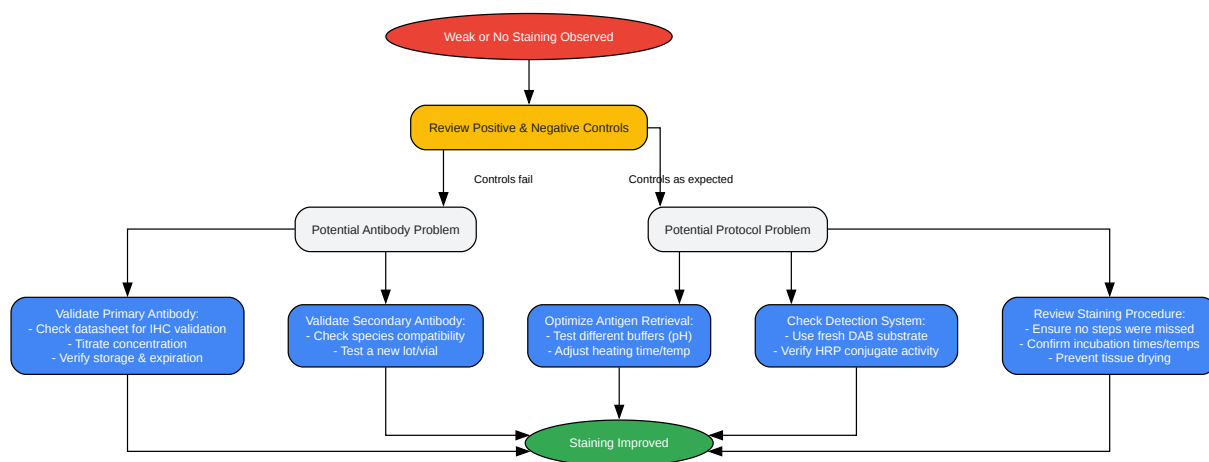 Weak or No Staining Observed
Review Positive & Negative Controls
Controls fail
Controls as expected
Potential Antibody Problem
Potential Protocol Problem
Validate Primary Antibody:
- Check datasheet for IHC validation
- Titrate concentration
- Verify storage & expiration
Validate Secondary Antibody:
- Check species compatibility
- Test a new lot/vial
Optimize Antigen Retrieval:
- Test different buffers (pH)
- Adjust heating time/temp
Check Detection System:
- Use fresh DAB substrate
- Verify HRP conjugate activity
Review Staining Procedure:
- Ensure no steps were missed
- Confirm incubation times/temps
- Prevent tissue drying
Staining Improved